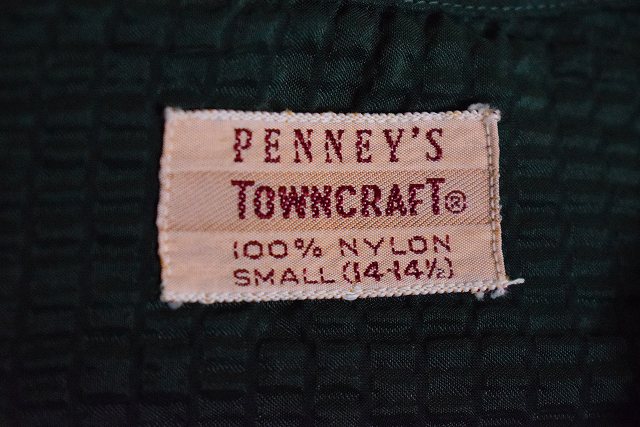 PENNEY'S
TOWNCRAFT®
100% NYLON
SMALL (14-14½)